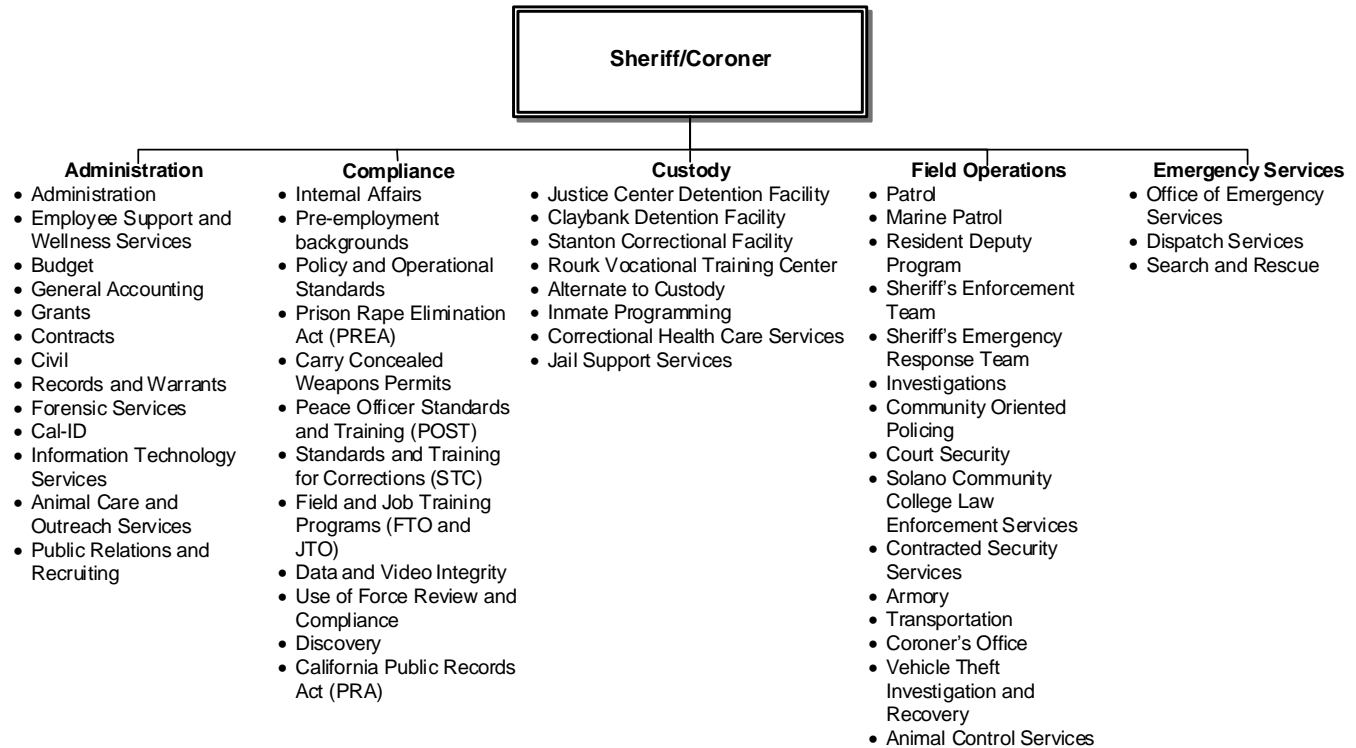 Sheriff/Coroner
Administration
• Administration
• Employee Support and
Wellness Services
• Budget
• General Accounting
• Grants
• Contracts
• Civil
• Records and Warrants
• Forensic Services
• Cal-ID
• Information Technology
Services
• Animal Care and
Outreach Services
• Public Relations and
Recruiting
Compliance
• Internal Affairs
• Pre-employment
backgrounds
• Policy and Operational
Standards
• Prison Rape Elimination
Act (PREA)
• Carry Concealed
Weapons Permits
• Peace Officer Standards
and Training (POST)
• Standards and Training
for Corrections (STC)
• Field and Job Training
Programs (FTO and
JTO)
• Data and Video Integrity
• Use of Force Review and
Compliance
• Discovery
• California Public Records
Act (PRA)
Custody
• Justice Center Detention Facility
• Claybank Detention Facility
• Stanton Correctional Facility
• Rourk Vocational Training Center
• Alternate to Custody
• Inmate Programming
• Correctional Health Care Services
• Jail Support Services
Field Operations
• Patrol
• Marine Patrol
• Resident Deputy
Program
• Sheriff's Enforcement
Team
• Sheriff's Emergency
Response Team
• Investigations
• Community Oriented
Policing
• Court Security
• Solano Community
College Law
Enforcement Services
• Contracted Security
Services
• Armory
• Transportation
• Coroner's Office
• Vehicle Theft
Investigation and
Recovery
• Animal Control Services
Emergency Services
• Office of Emergency
Services
• Dispatch Services
• Search and Rescue